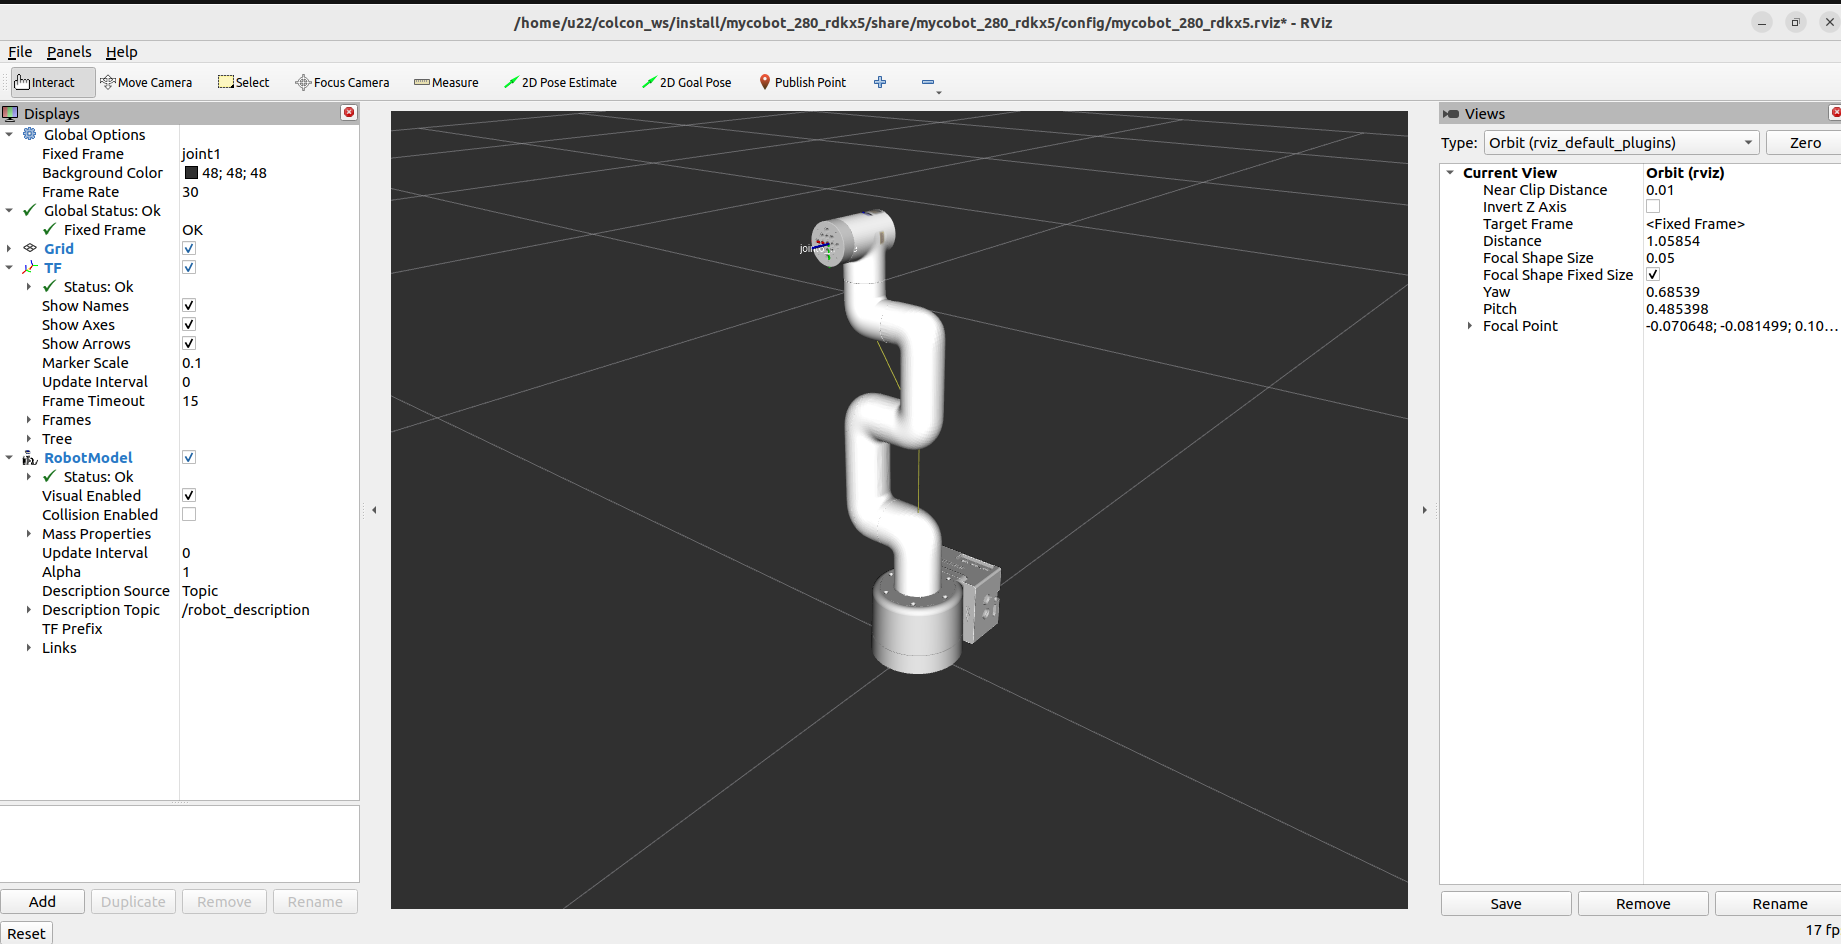 /home/u22/colcon_ws/install/mycobot_280_rdkx5/share/mycobot_280_rdkx5/config/mycobot_280_rdkx5.rviz* - RViz
File Panels Help
Interact Move Camera Select Focus Camera Measure 2D Pose Estimate 2D Goal Pose Publish Point
Displays
Global Options
Fixed Frame joint1
Background Color 48; 48; 48
Frame Rate 30
Global Status: Ok
Fixed Frame OK
Grid
TF
Status: Ok
Show Names
Show Axes
Show Arrows
Marker Scale 0.1
Update Interval 0
Frame Timeout 15
Frames
Tree
RobotModel
Status: Ok
Visual Enabled
Collision Enabled
Mass Properties
Update Interval 0
Alpha 1
Description Source Topic
Description Topic /robot_description
TF Prefix
Links
Add Duplicate Remove Rename
Reset
Views
Type: Orbit (rviz_default_plugins) Zero
Current View Orbit (rviz)
Near Clip Distance 0.01
Invert Z Axis
Target Frame <Fixed Frame>
Distance 1.05854
Focal Shape Size 0.05
Focal Shape Fixed Size
Yaw 0.68539
Pitch 0.485398
Focal Point -0.070648; -0.081499; 0.10...
Save Remove Rename
17 fp